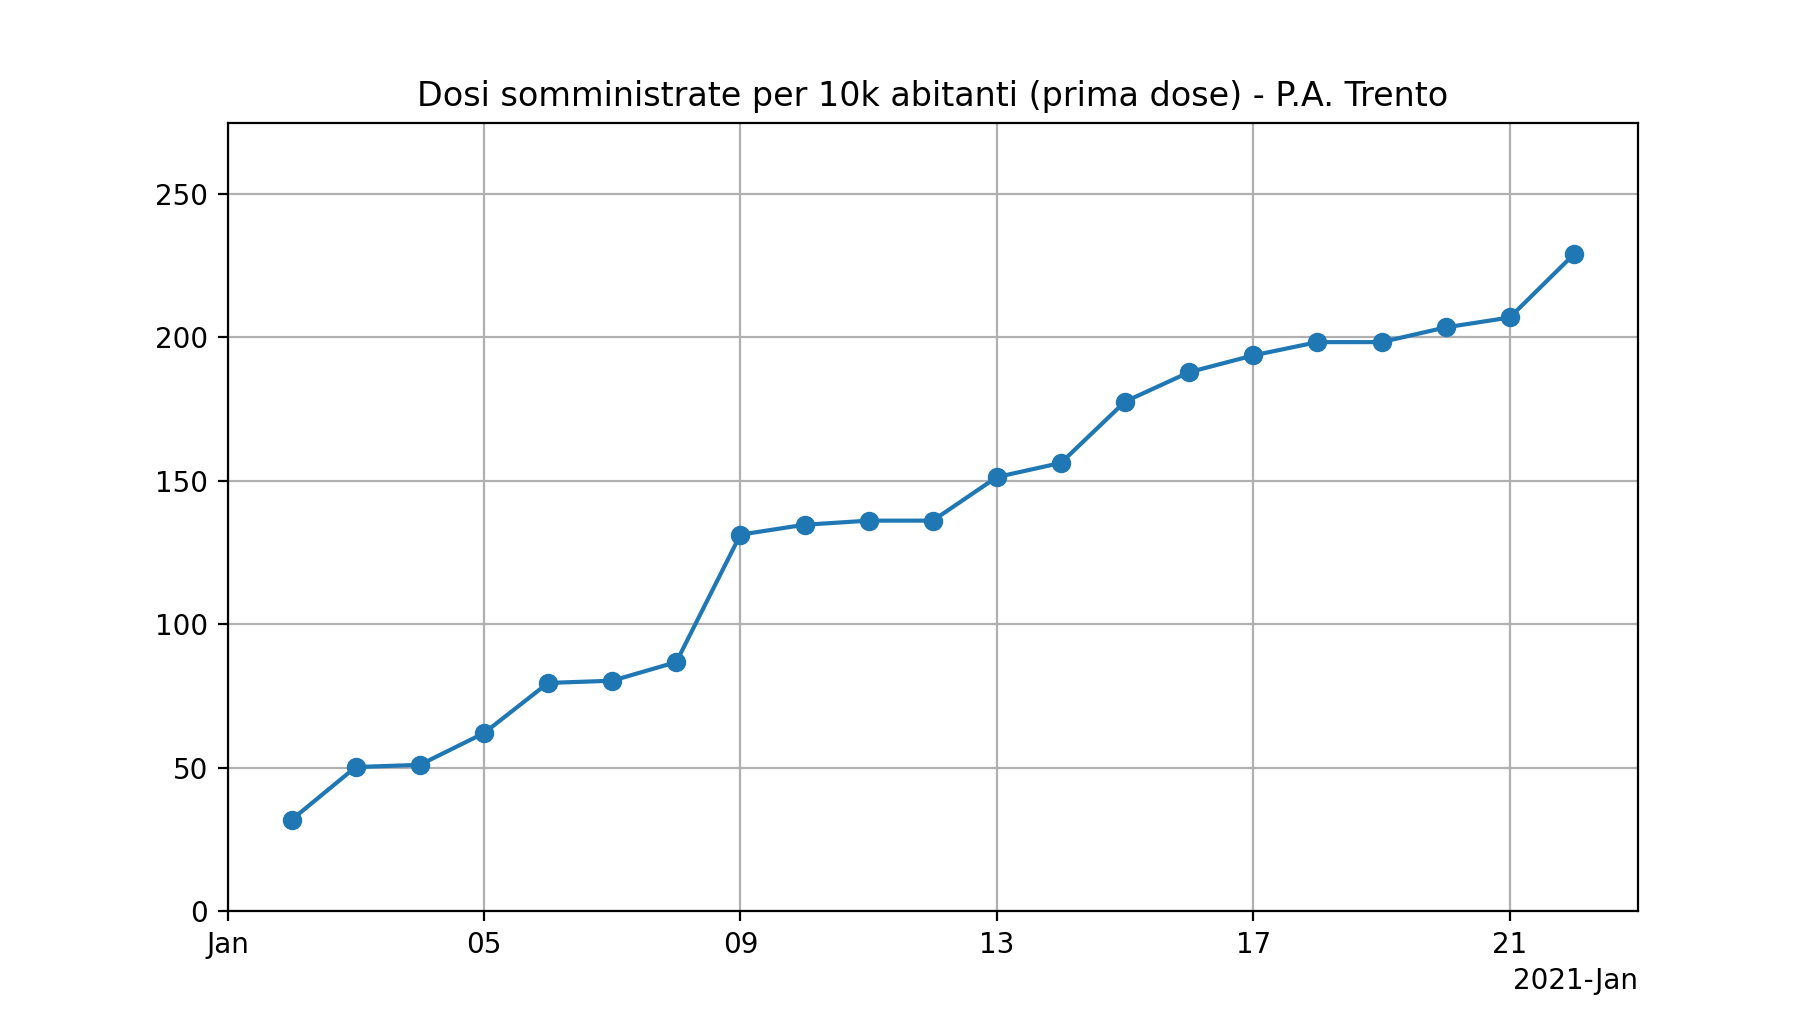 Dosi somministrate per 10k abitanti (prima dose) - P.A. Trento
250
200
150
100
50
0
Jan 05 09 13 17 21
2021-Jan